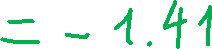 = - 1.41